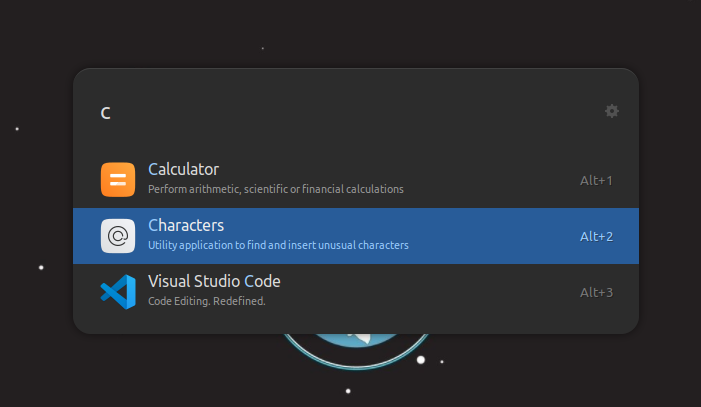 C
Calculator
Perform arithmetic, scientific or financial calculations
Alt+1
Characters
Utility application to find and insert unusual characters
Alt+2
Visual Studio Code
Code Editing. Redefined.
Alt+3